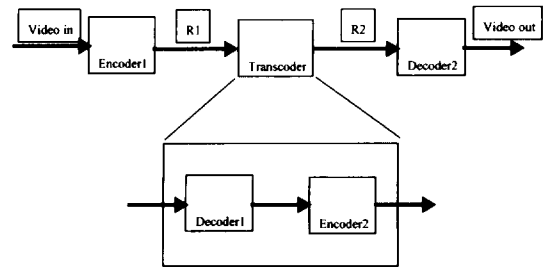 Video in
R1
R2
Video out
Encoder1
Transcoder
Decoder2
Decoder1
Encoder2